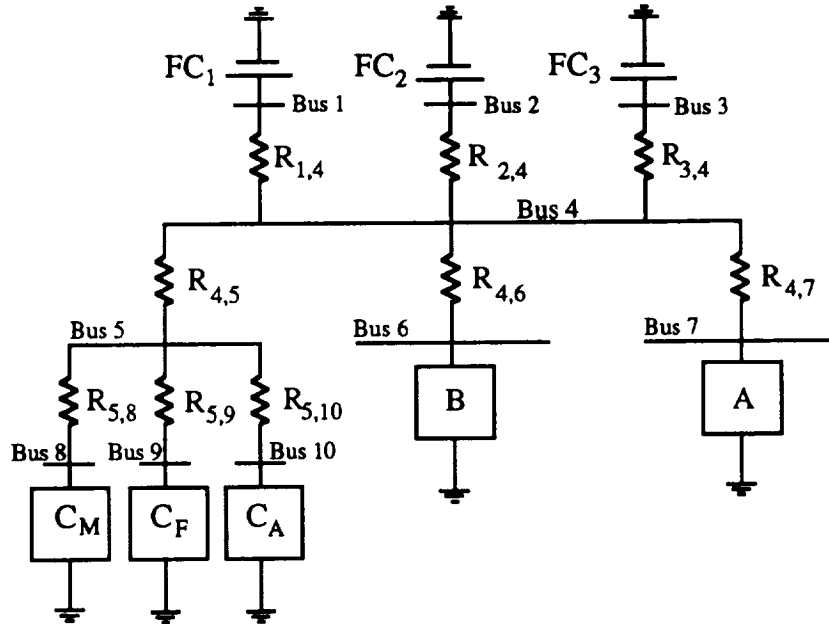 FC1 FC2 FC3
Bus 1 Bus 2 Bus 3
R1,4 R 2,4 R3,4
Bus 4
R4,5 R4,6 R4,7
Bus 5 Bus 6 Bus 7
R5,8 R5,9 R5,10 B A
Bus 8 Bus 9 Bus 10
CM CF CA